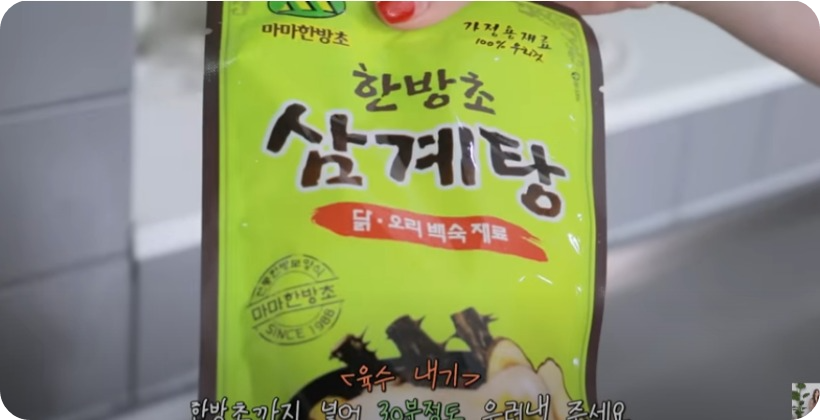 마마한방초
가정용재료
100% 우리것
한방초
삼계탕
닭·오리 백숙 재료
마마한방초
SINCE 1988
<육수 내기>
한방초까지 넣어 30분정도 우려내 주세요